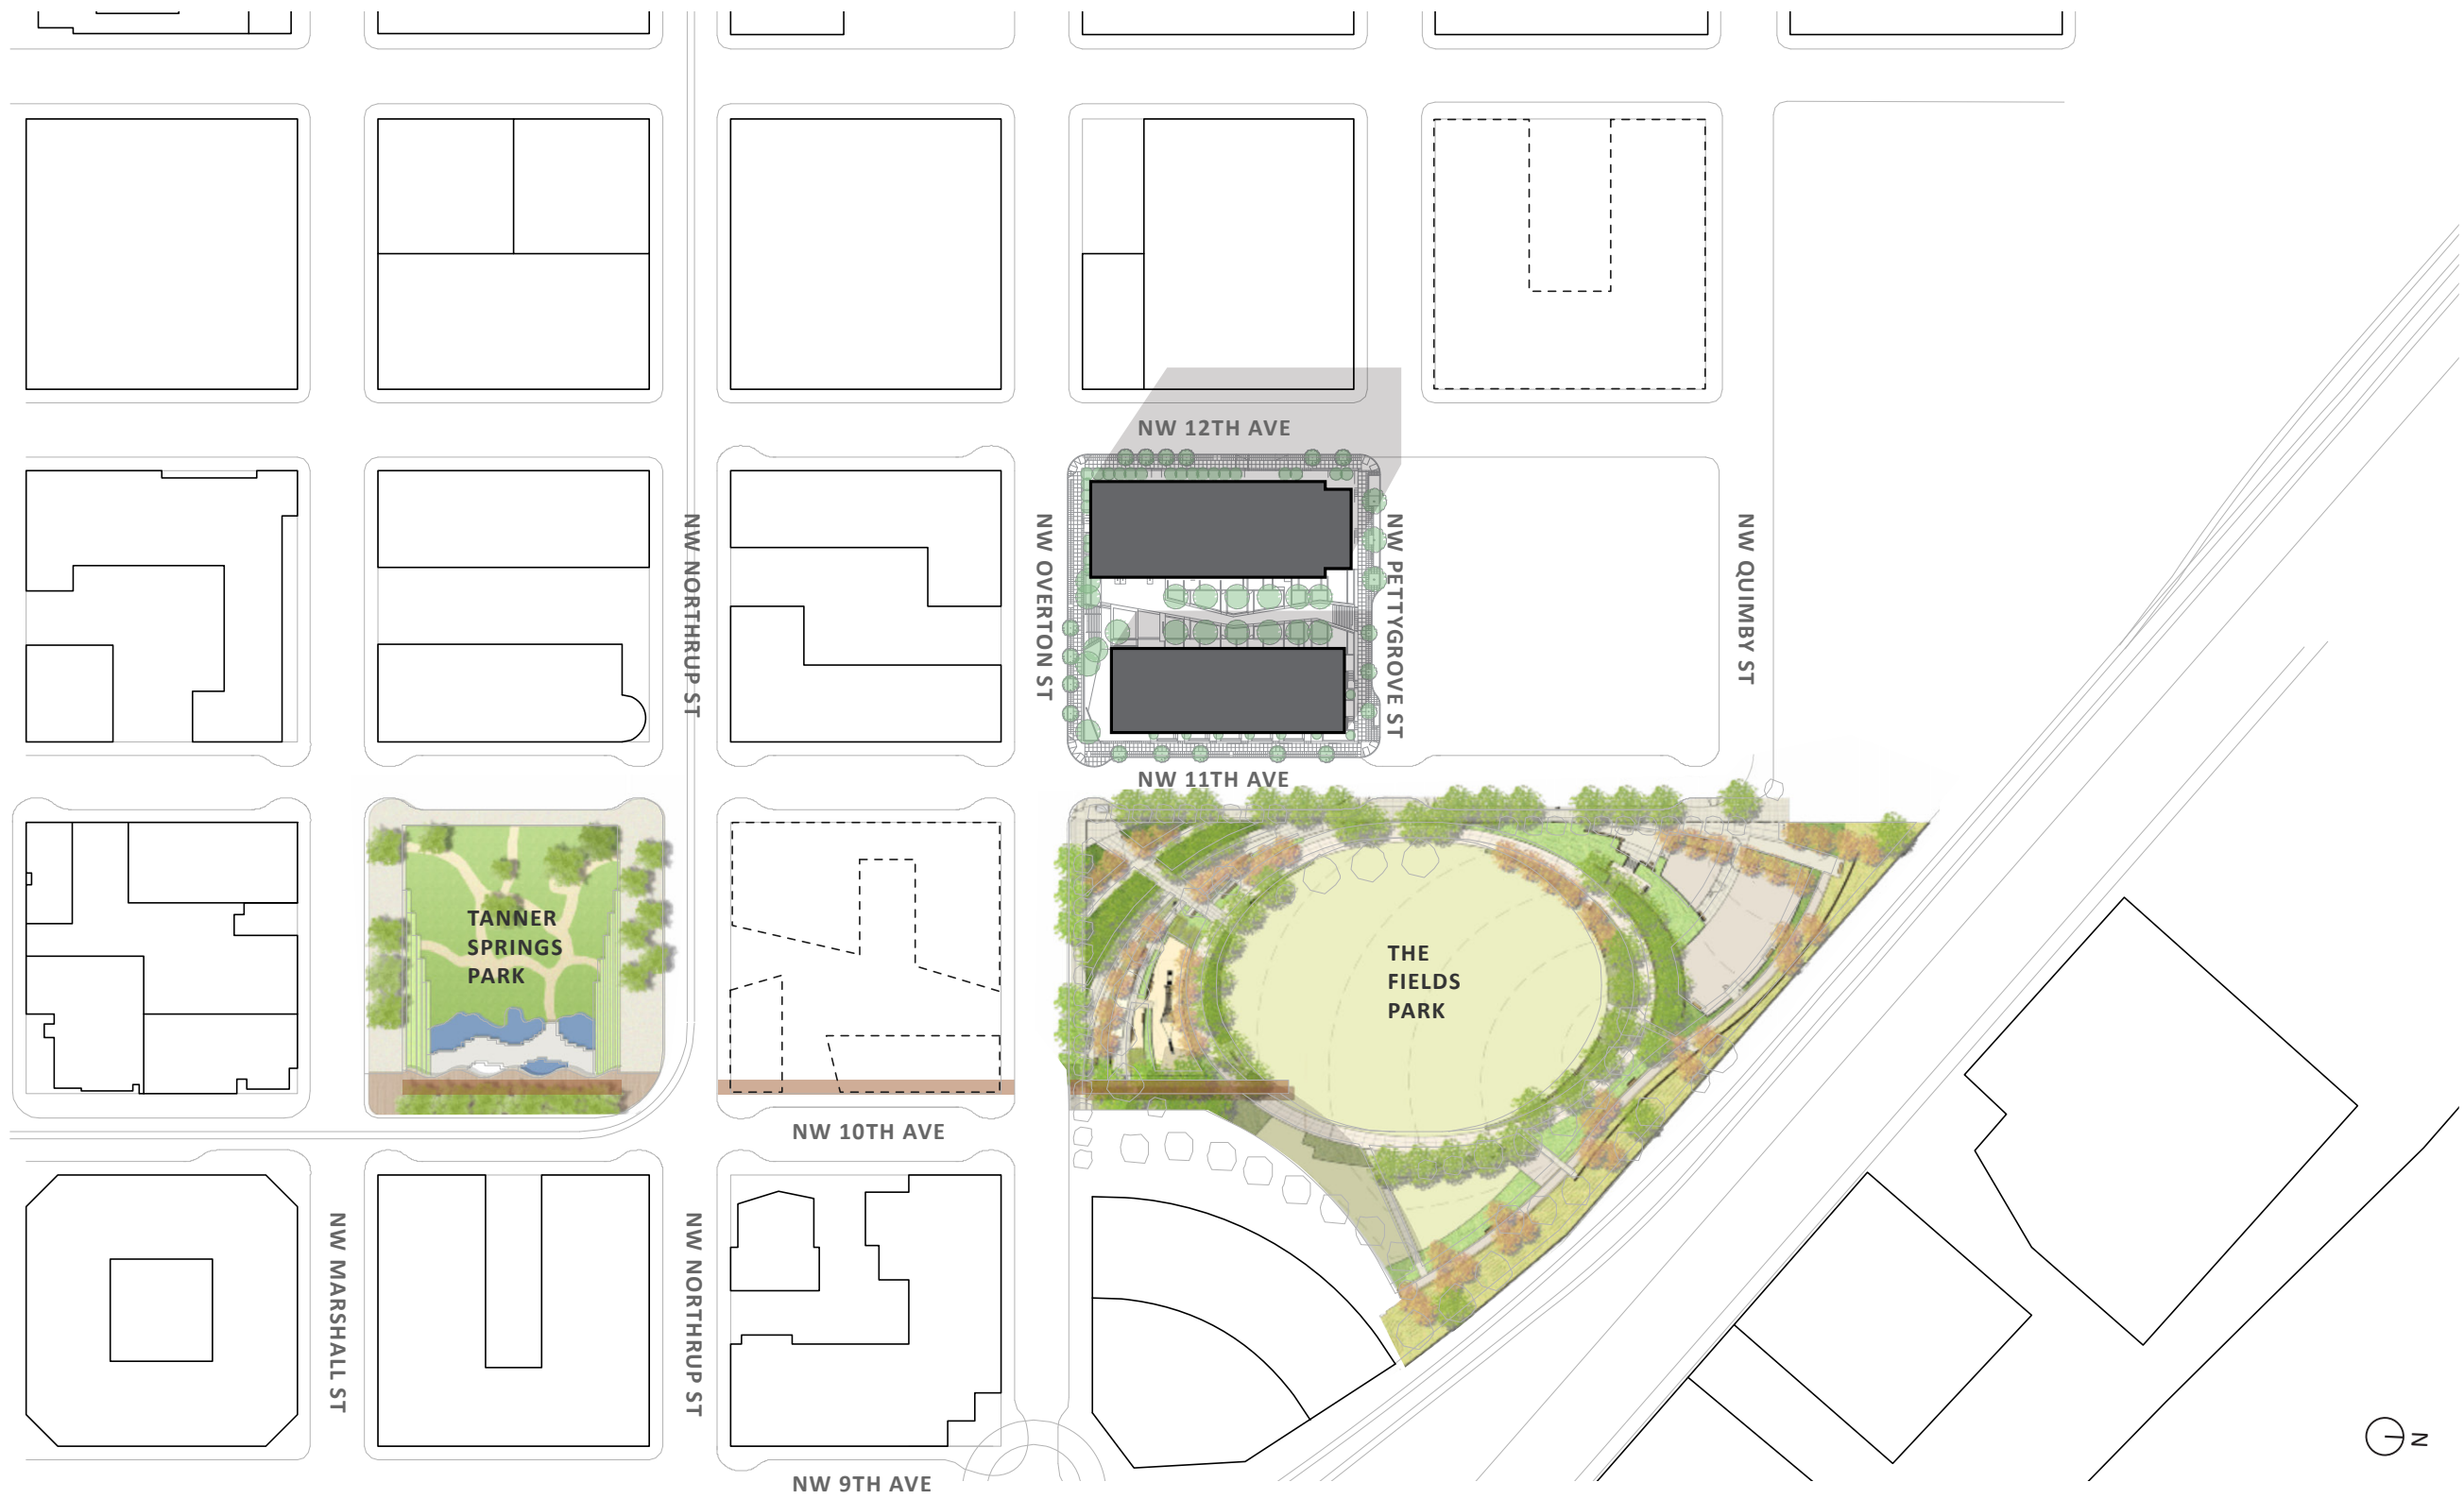 NW 12TH AVE
NW NORTHRUP ST
NW OVERTON ST
NW PETTYGROVE ST
NW QUIMBY ST
NW 11TH AVE
TANNER
SPRINGS
PARK
THE
FIELDS
PARK
NW 10TH AVE
NW MARSHALL ST
NW NORTHRUP ST
N
NW 9TH AVE